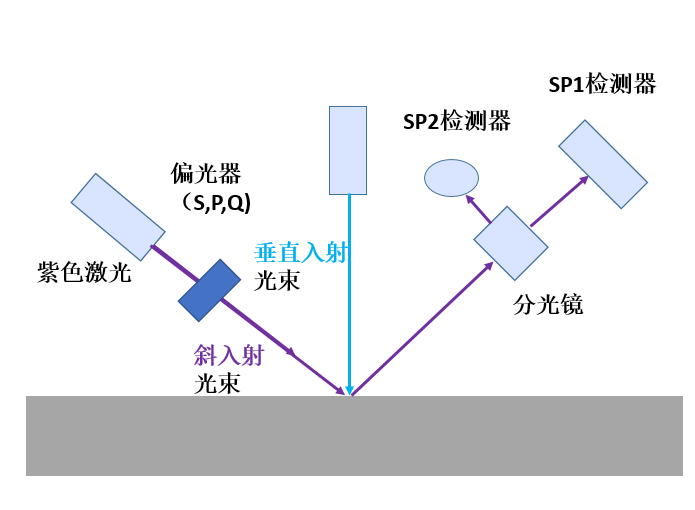 SP1检测器
SP2检测器
偏光器
（S,P,Q)
紫色激光
垂直入射
光束
分光镜
斜入射
光束